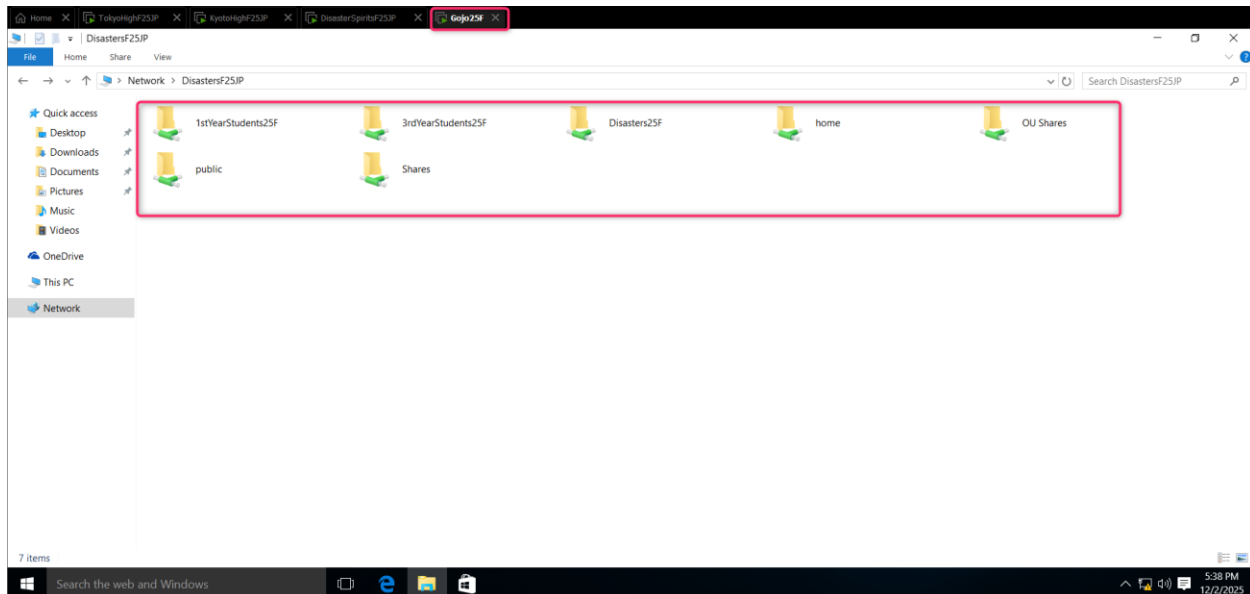 Home TokyoHighF25JP KyotoHighF25JP DisasterSpiritsF25JP Gojo25F
DisastersF25JP
File Home Share View
Network > DisastersF25JP
Search DisastersF25JP
Quick access
Desktop
Downloads
Documents
Pictures
Music
Videos
OneDrive
This PC
Network
1stYearStudents25F 3rdYearStudents25F Disasters25F home OU Shares
public Shares
7 items
Search the web and Windows
5:38 PM
12/2/2025